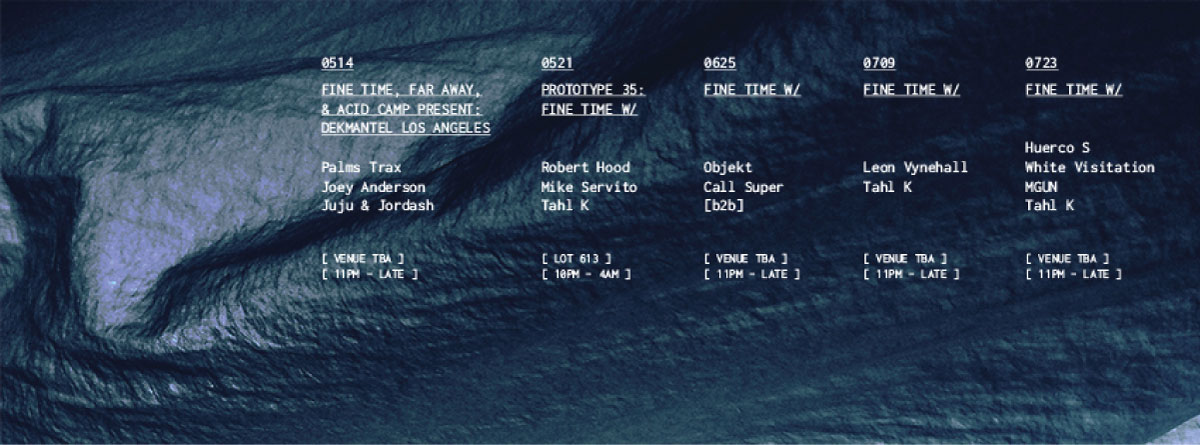 0514
FINE TIME, FAR AWAY,
& ACID CAMP PRESENT:
DEKMANTEL LOS ANGELES
Palms Trax
Joey Anderson
Juju & Jordash
[ VENUE TBA ]
[ 11PM - LATE ]
0521
PROTOTYPE 35:
FINE TIME W/
Robert Hood
Mike Servito
Tahl K
[ LOT 613 ]
[ 10PM - 4AM ]
0625
FINE TIME W/
Objekt
Call Super
[b2b]
[ VENUE TBA ]
[ 11PM - LATE ]
0709
FINE TIME W/
Leon Vynehall
Tahl K
[ VENUE TBA ]
[ 11PM - LATE ]
0723
FINE TIME W/
Huerco S
White Visitation
MGUN
Tahl K
[ VENUE TBA ]
[ 11PM - LATE ]